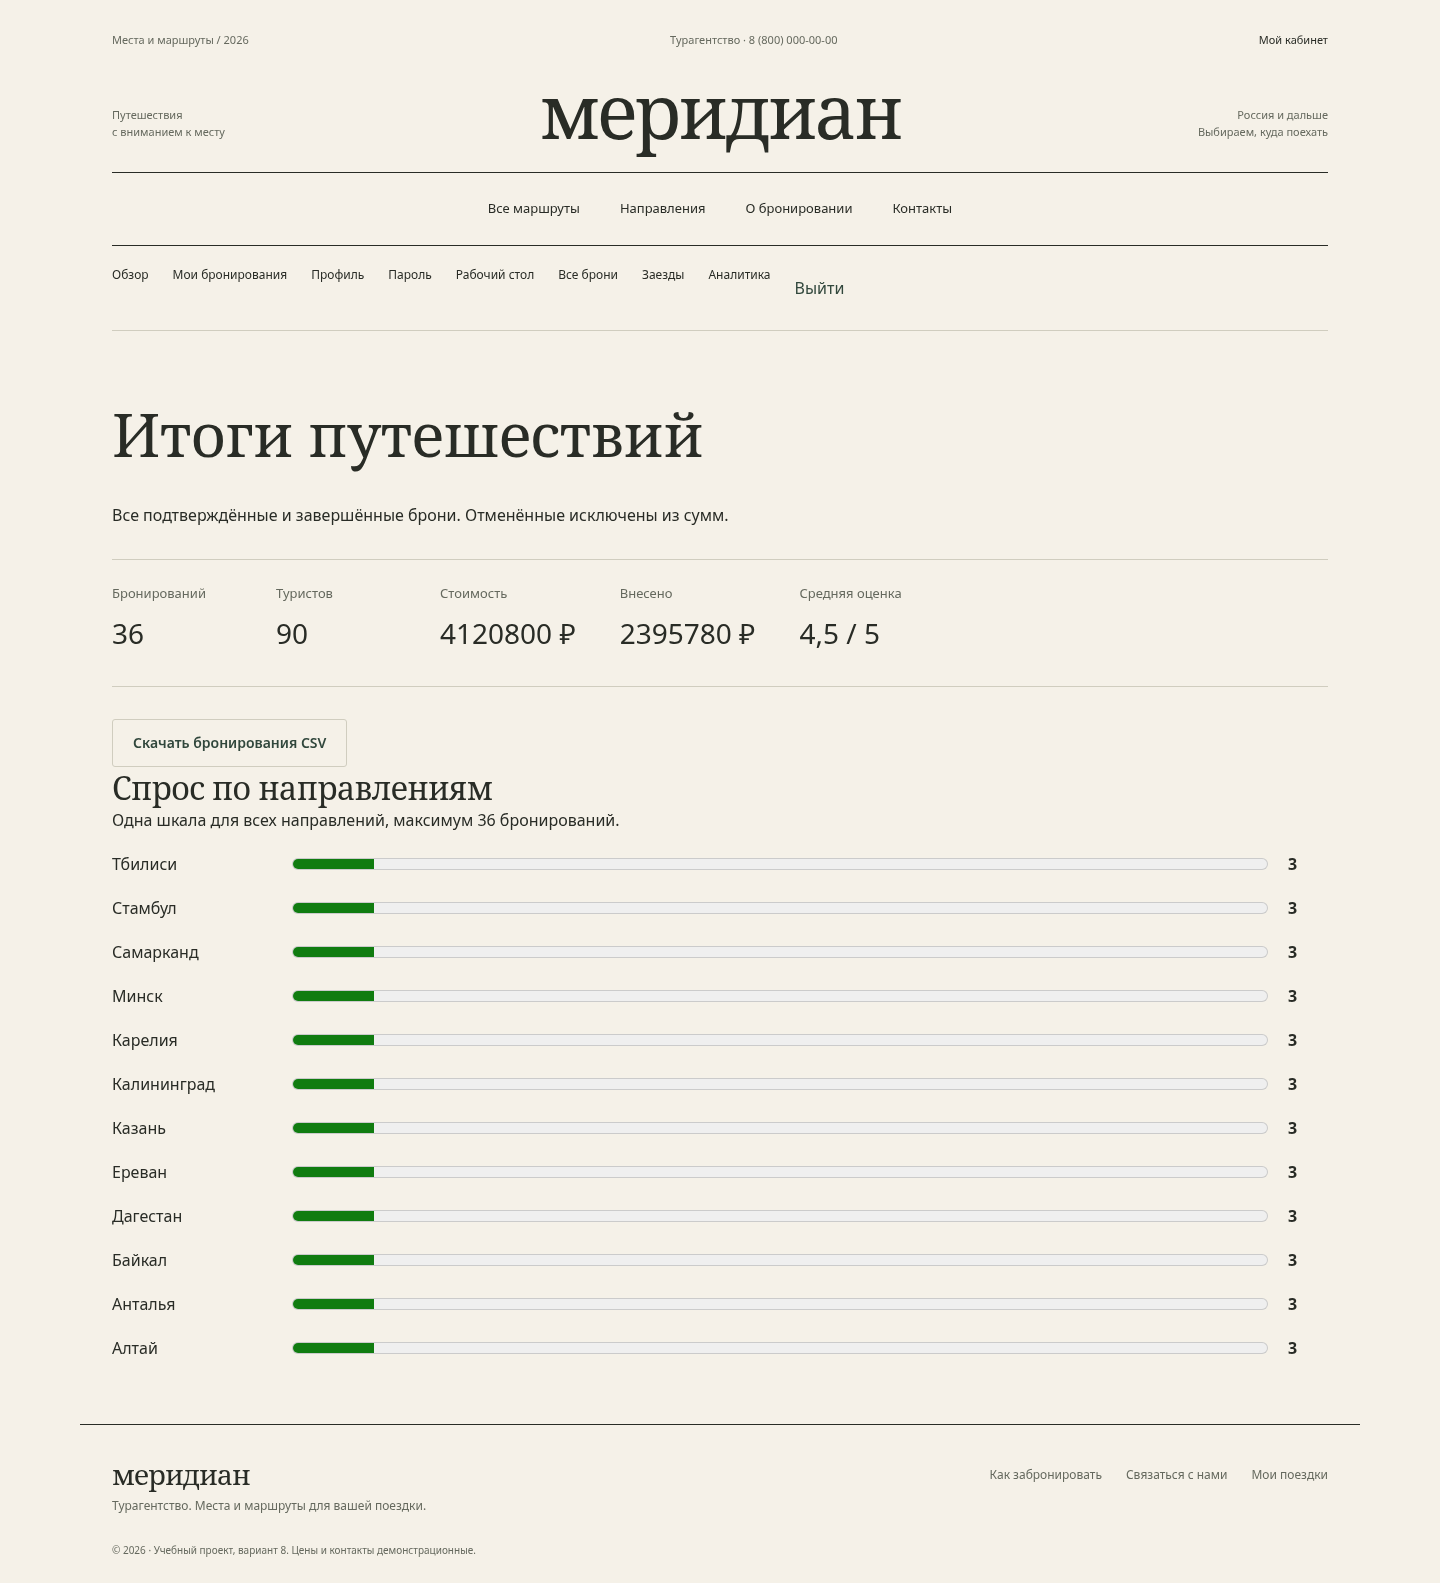 Места и маршруты / 2026
Турагентство · 8 (800) 000-00-00
Мой кабинет
Путешествия
с вниманием к месту
меридиан
Россия и дальше
Выбираем, куда поехать
Все маршруты Направления О бронировании Контакты
Обзор Мои бронирования Профиль Пароль Рабочий стол Все брони Заезды Аналитика Выйти
Итоги путешествий
Все подтверждённые и завершённые брони. Отменённые исключены из сумм.
Бронирований Туристов Стоимость Внесено Средняя оценка
36 90 4120800 ₽ 2395780 ₽ 4,5 / 5
Скачать бронирования CSV
Спрос по направлениям
Одна шкала для всех направлений, максимум 36 бронирований.
Тбилиси 3
Стамбул 3
Самарканд 3
Минск 3
Карелия 3
Калининград 3
Казань 3
Ереван 3
Дагестан 3
Байкал 3
Анталья 3
Алтай 3
меридиан
Турагентство. Места и маршруты для вашей поездки.
Как забронировать Связаться с нами Мои поездки
© 2026 · Учебный проект, вариант 8. Цены и контакты демонстрационные.